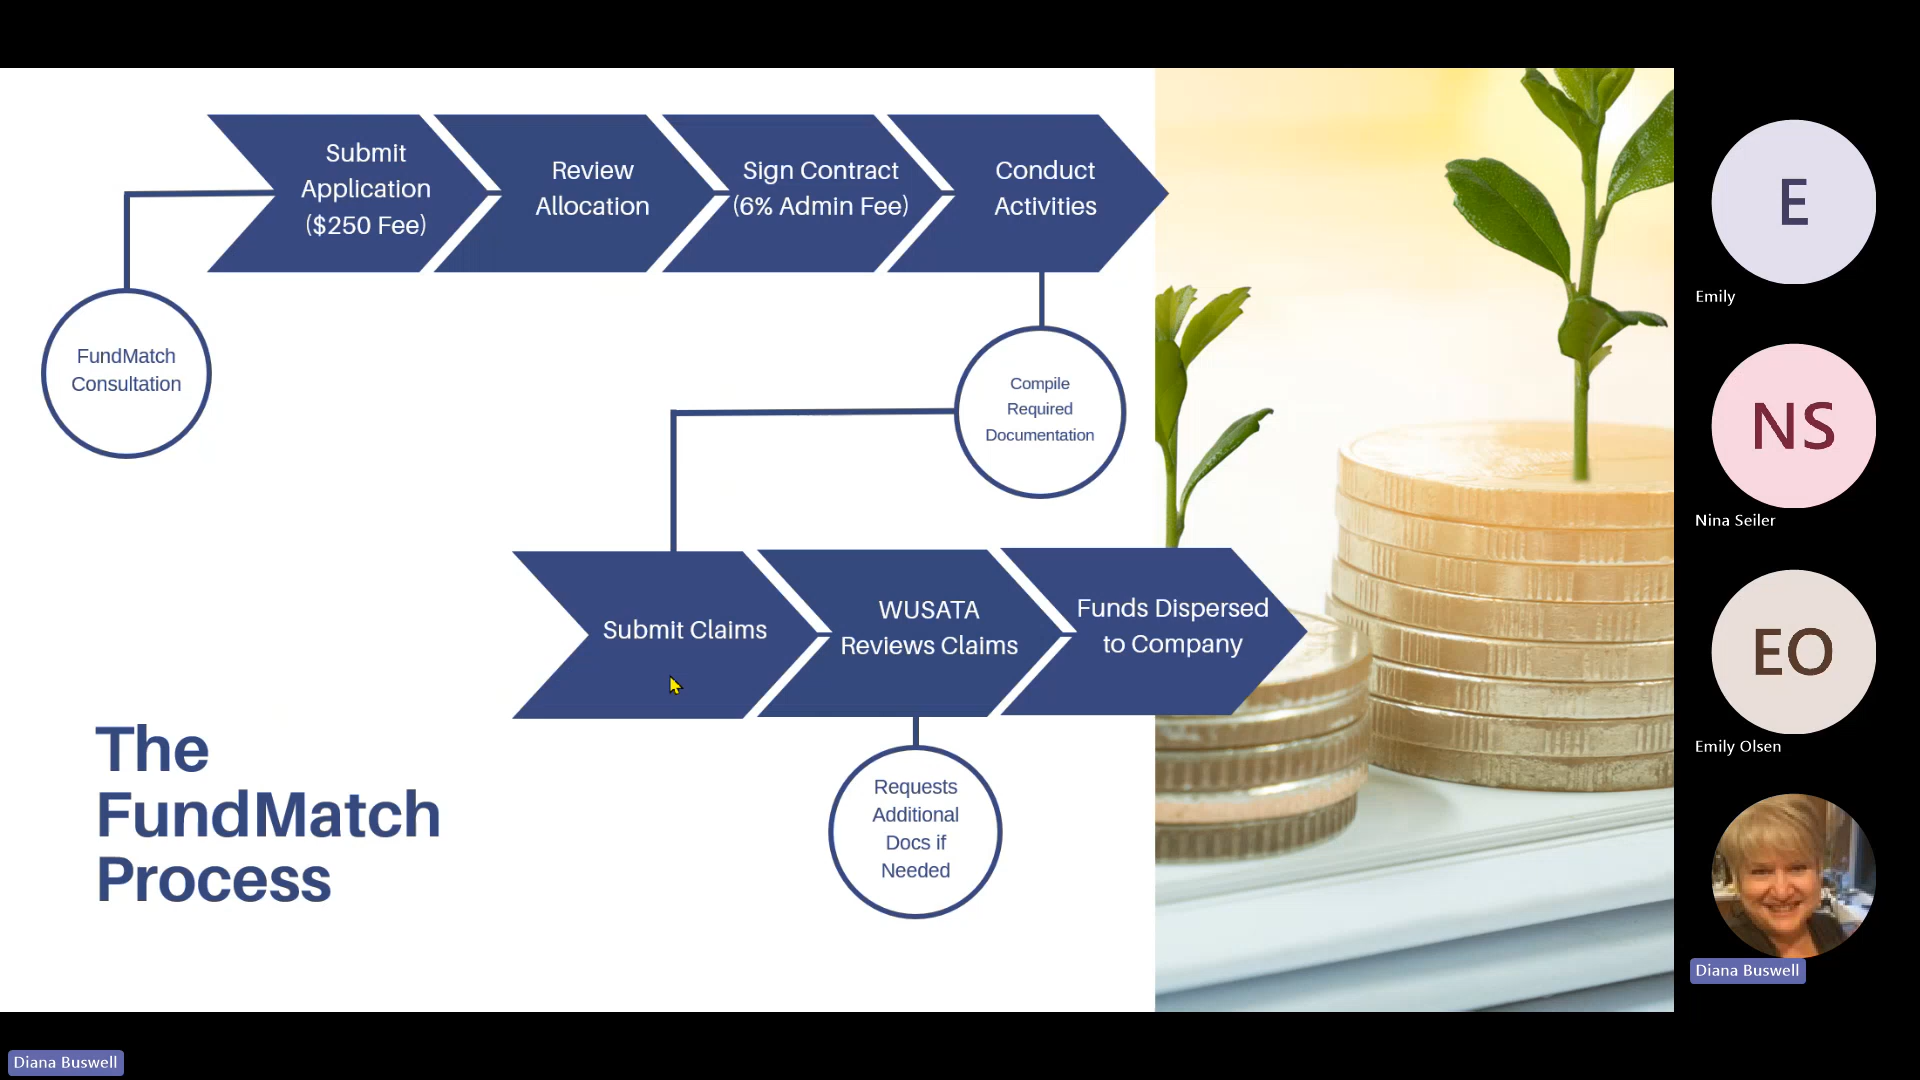 Submit
Application
($250 Fee)
Review
Allocation
Sign Contract
(6% Admin Fee)
Conduct
Activities
FundMatch
Consultation
Compile
Required
Documentation
Submit Claims
WUSATA
Reviews Claims
Funds Dispersed
to Company
Requests
Additional
Docs if
Needed
The
FundMatch
Process
E
Emily
NS
Nina Seiler
EO
Emily Olsen
Diana Buswell
Diana Buswell